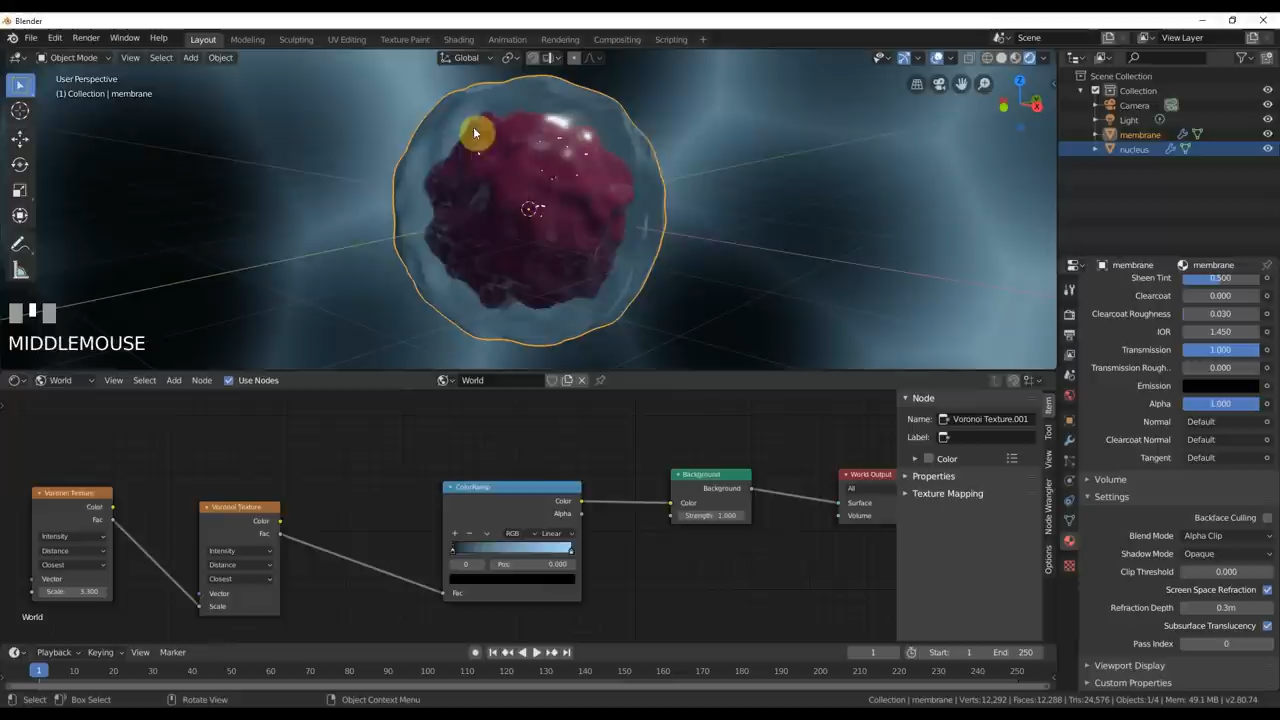 Blender
File Edit Render Window Help Layout Modeling Sculpting UV Editing Texture Paint Shading Animation Rendering Compositing Scripting + Scene View Layer
Object Mode View Select Add Object Global
User Perspective
(1) Collection | membrane
Z
MIDDLEMOUSE
Scene Collection
Collection
Camera
Light
membrane
nucleus
membrane membrane
Sheen Tint 0.500
Clearcoat 0.000
Clearcoat Roughness 0.030
IOR 1.450
Transmission 1.000
Transmission Rough.. 0.000
Emission
Alpha 1.000
Normal Default
Clearcoat Normal Default
Tangent Default
Volume
Settings
Backface Culling
Blend Mode Alpha Clip
Shadow Mode Opaque
Clip Threshold 0.000
Screen Space Refraction
Refraction Depth 0.3m
Subsurface Translucency
Pass Index 0
Viewport Display
Custom Properties
World View Select Add Node Use Nodes World
Voronoi Texture
Color
Fac
Intensity
Distance
Closest
Vector
Scale: 3.300
World
Voronoi Texture
Color
Fac
Intensity
Distance
Closest
Vector
Scale
ColorRamp
Color
Alpha
+ − RGB Linear
0 Pos: 0.000
Fac
Background
Background
Color
Strength 1.000
World Output
All
Surface
Volume
Node
Name: Voronoi Texture.001
Label:
Color
Properties
Texture Mapping
Item
Tool
View
Node Wrangler
Options
Playback Keying View Marker 1 Start: 1 End: 250
1 10 20 30 40 50 60 70 80 90 100 110 120 130 140 150 160 170 180 190 200 210 220 230 240 250
Select Box Select Rotate View Object Context Menu Collection | membrane | Verts:12,292 | Faces:12,288 | Tris:24,576 | Objects:1/4 | Mem: 49.1 MB | v2.80.74